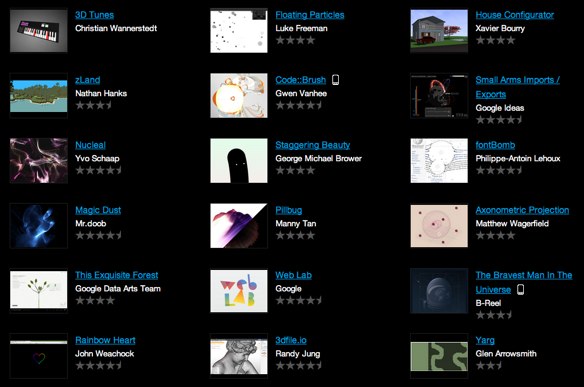 3D Tunes
Christian Wannerstedt
Floating Particles
Luke Freeman
House Configurator
Xavier Bourry
zLand
Nathan Hanks
Code::Brush
Gwen Vanhee
Small Arms Imports /
Exports
Google Ideas
Nucleal
Yvo Schaap
Staggering Beauty
George Michael Brower
fontBomb
Philippe-Antoin Lehoux
Magic Dust
Mr.doob
Pillbug
Manny Tan
Axonometric Projection
Matthew Wagerfield
This Exquisite Forest
Google Data Arts Team
WEB
LAB
Web Lab
Google
The Bravest Man In The
Universe
B-Reel
Rainbow Heart
John Weachock
3dfile.io
Randy Jung
Yarg
Glen Arrowsmith